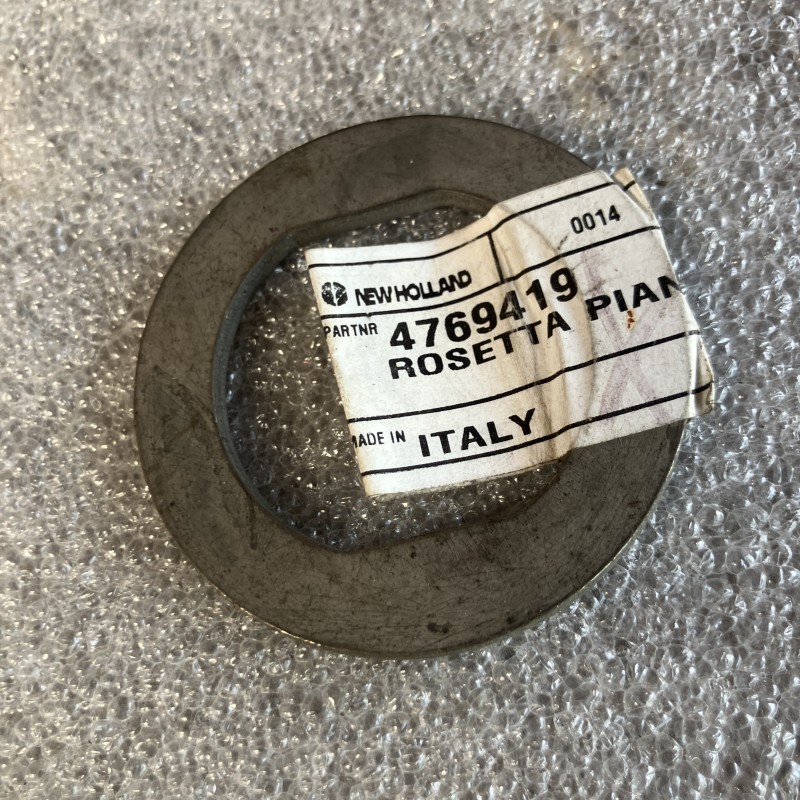 0014
NEW HOLLAND
PARTNR 4769419
ROSETTA PIAN
MADE IN ITALY